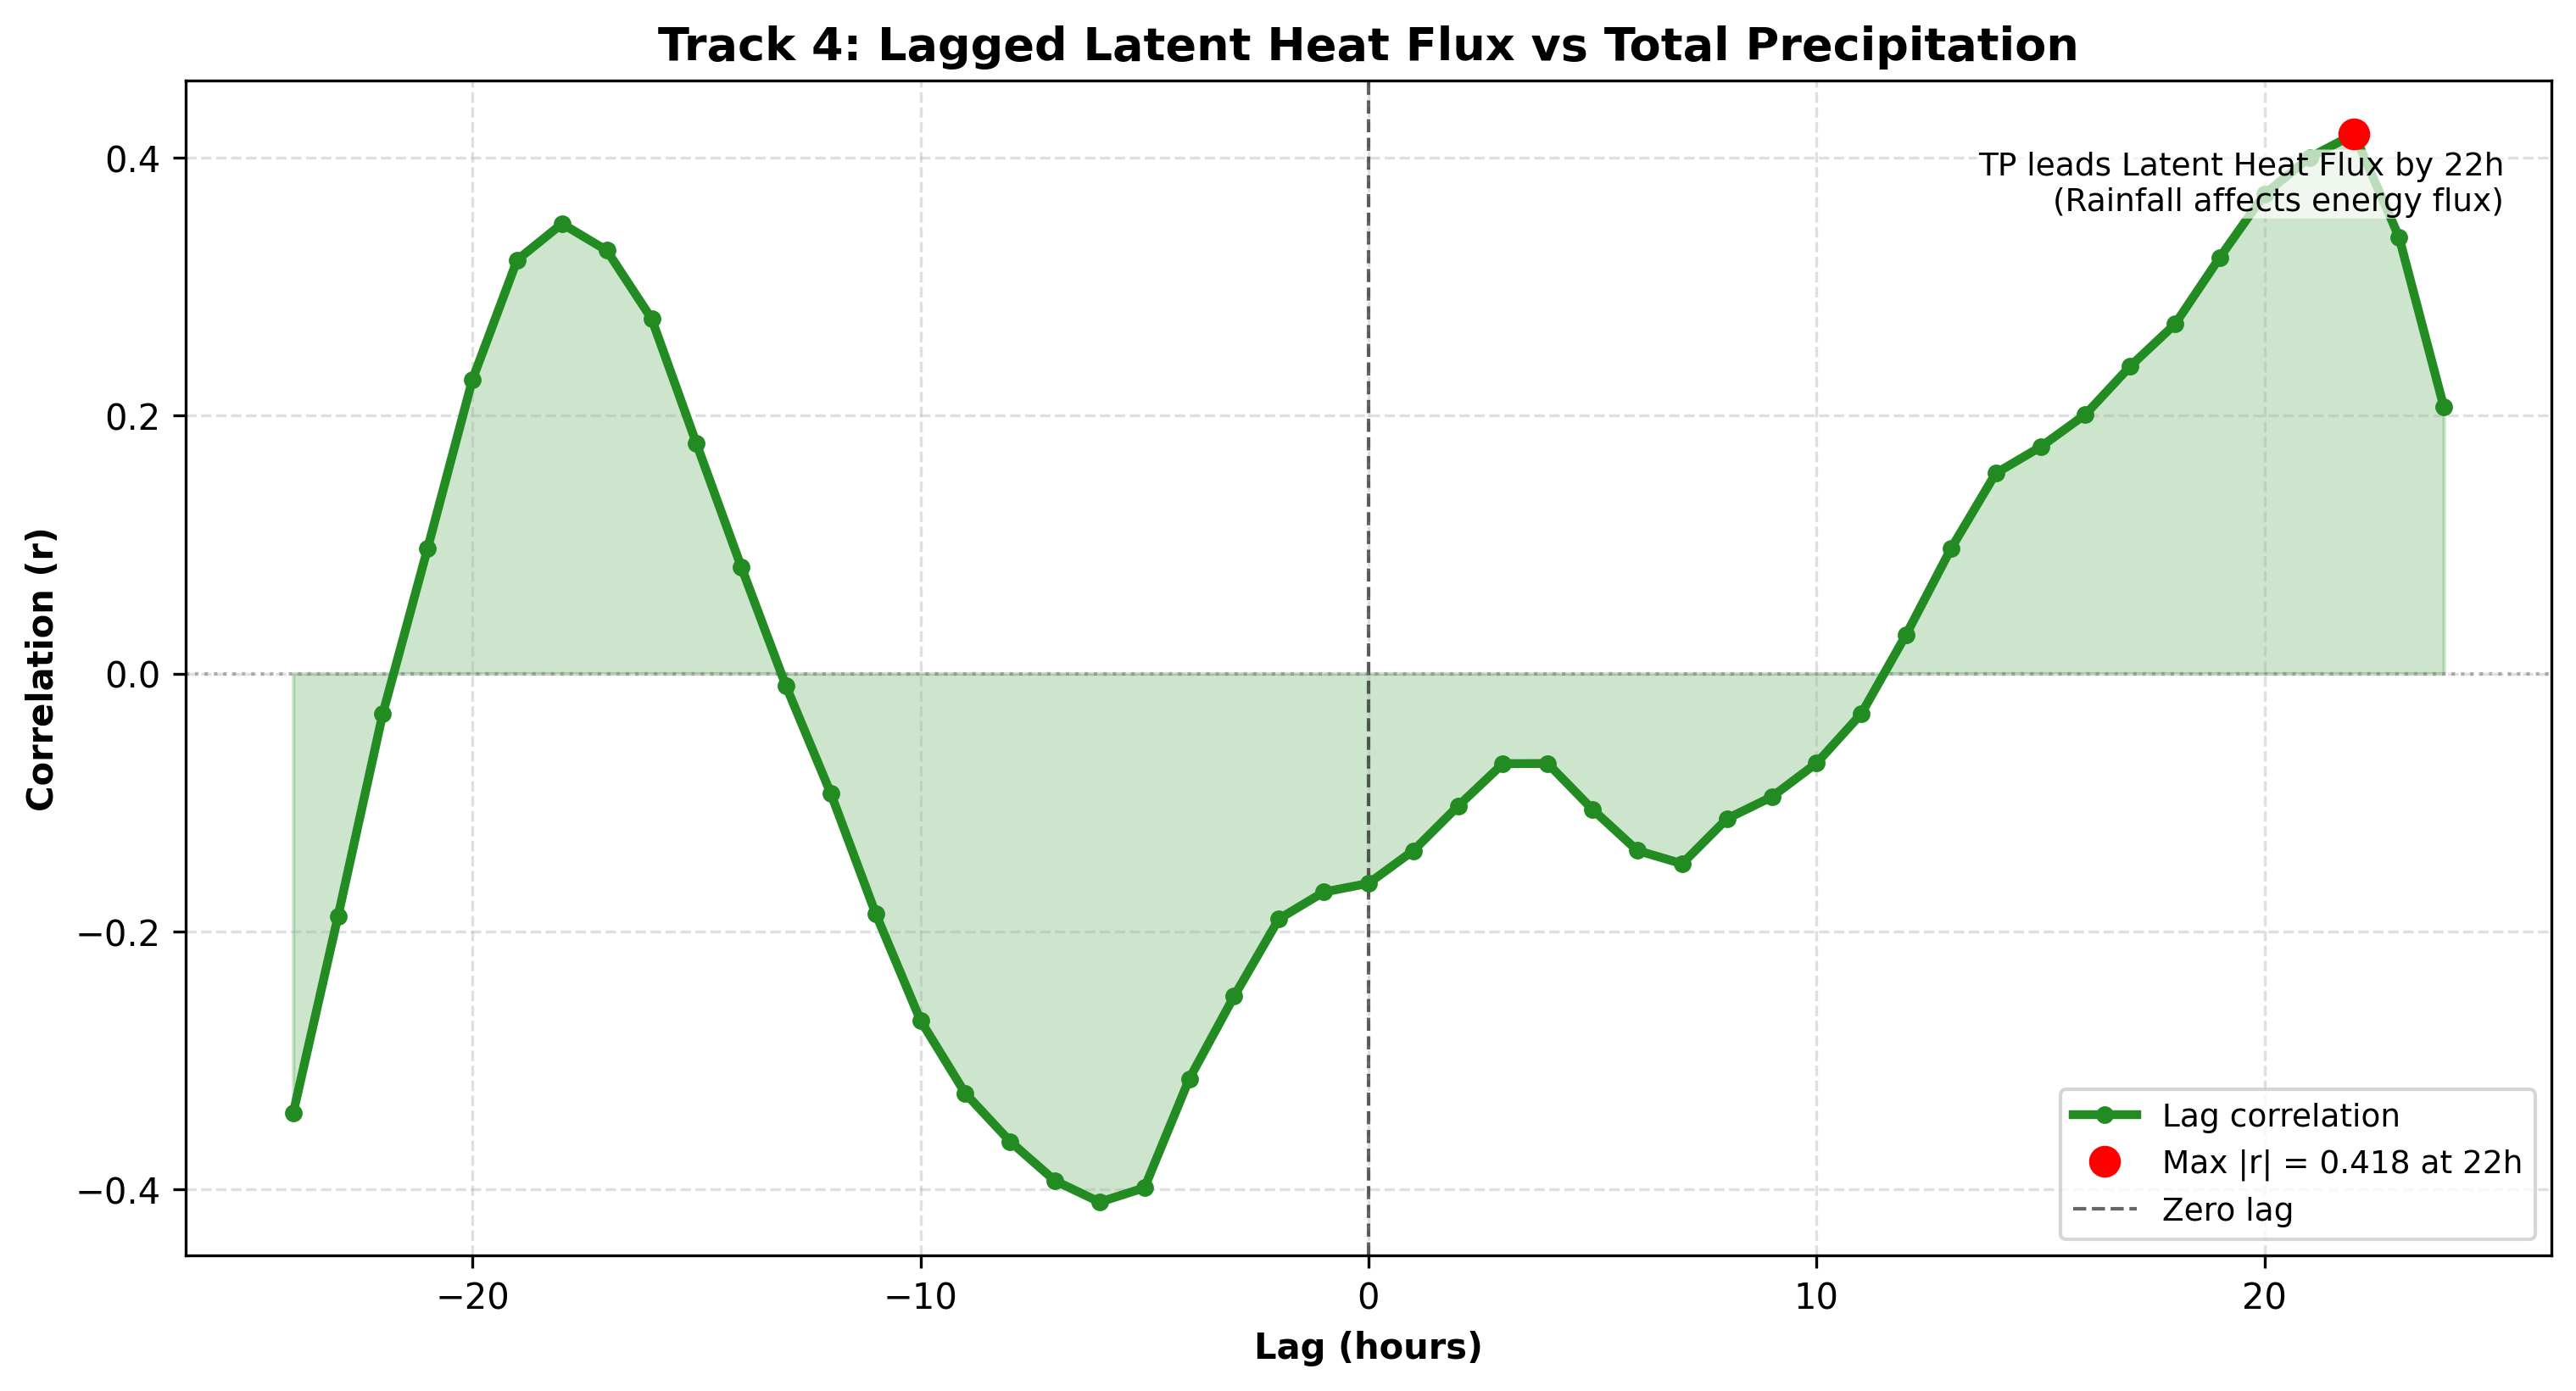 Track 4: Lagged Latent Heat Flux vs Total Precipitation
Correlation (r)
0.4
0.2
0.0
−0.2
−0.4
TP leads Latent Heat Flux by 22h
(Rainfall affects energy flux)
Lag correlation
Max |r| = 0.418 at 22h
Zero lag
−20
−10
0
10
20
Lag (hours)